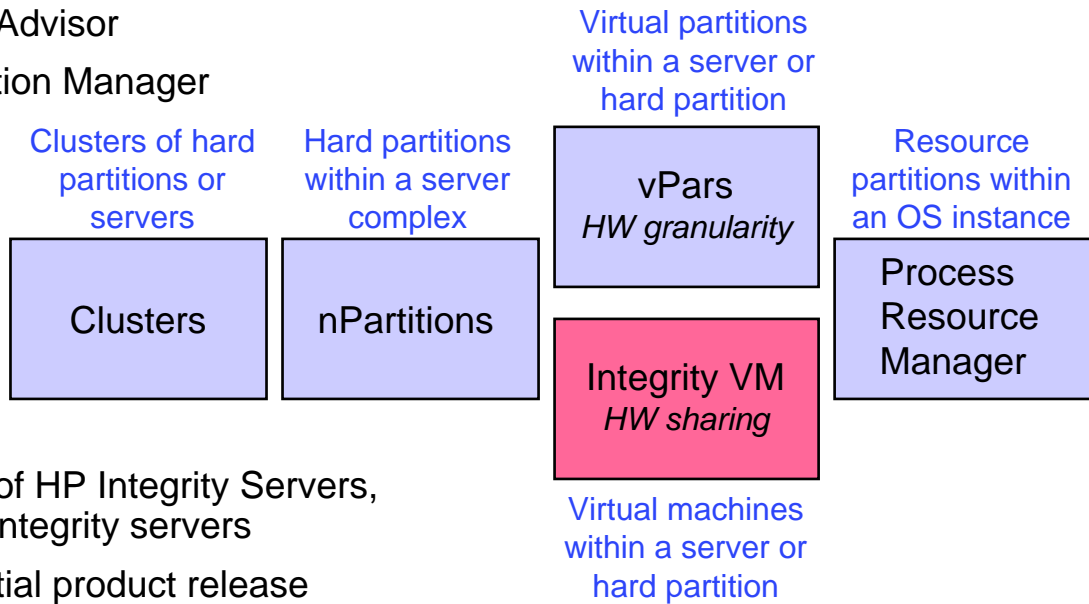 Advisor
tion Manager
Virtual partitions
within a server or
hard partition
Clusters of hard
partitions or
servers
Hard partitions
within a server
complex
Resource
partitions within
an OS instance
Clusters
nPartitions
vPars
HW granularity
Integrity VM
HW sharing
Process
Resource
Manager
Virtual machines
within a server or
hard partition
of HP Integrity Servers,
ntegrity servers
tial product release